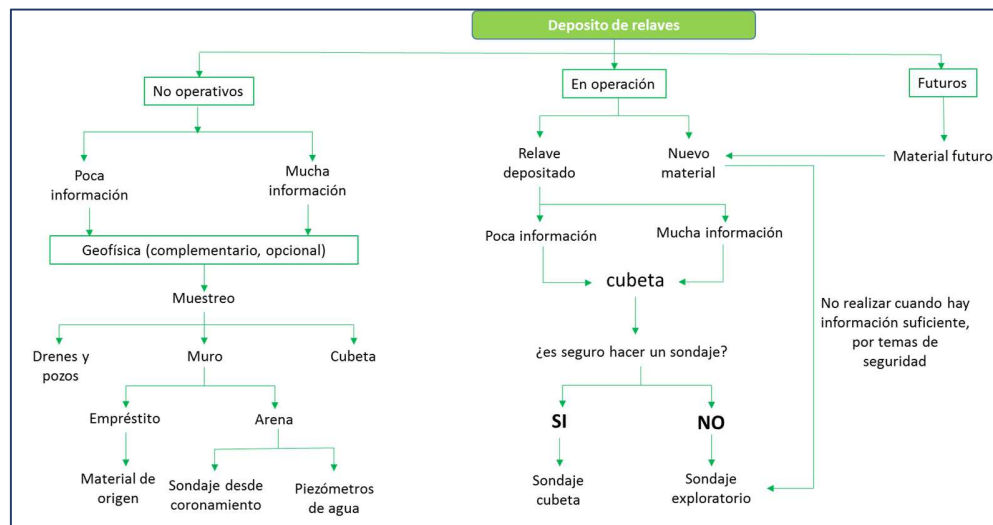 Deposito de relaves
No operativos
En operación
Futuros
Poca
información
Mucha
información
Relave
depositado
Nuevo
material
Material futuro
Geofísica (complementario, opcional)
Poca información
Mucha información
cubeta
Muestreo
No realizar cuando hay
información suficiente,
por temas de
seguridad
Drenes y
pozos
Muro
Cubeta
¿es seguro hacer un sondaje?
Empréstito
Arena
SI
NO
Material de
origen
Sondaje desde
coronamiento
Piezómetros
de agua
Sondaje
cubeta
Sondaje
exploratorio